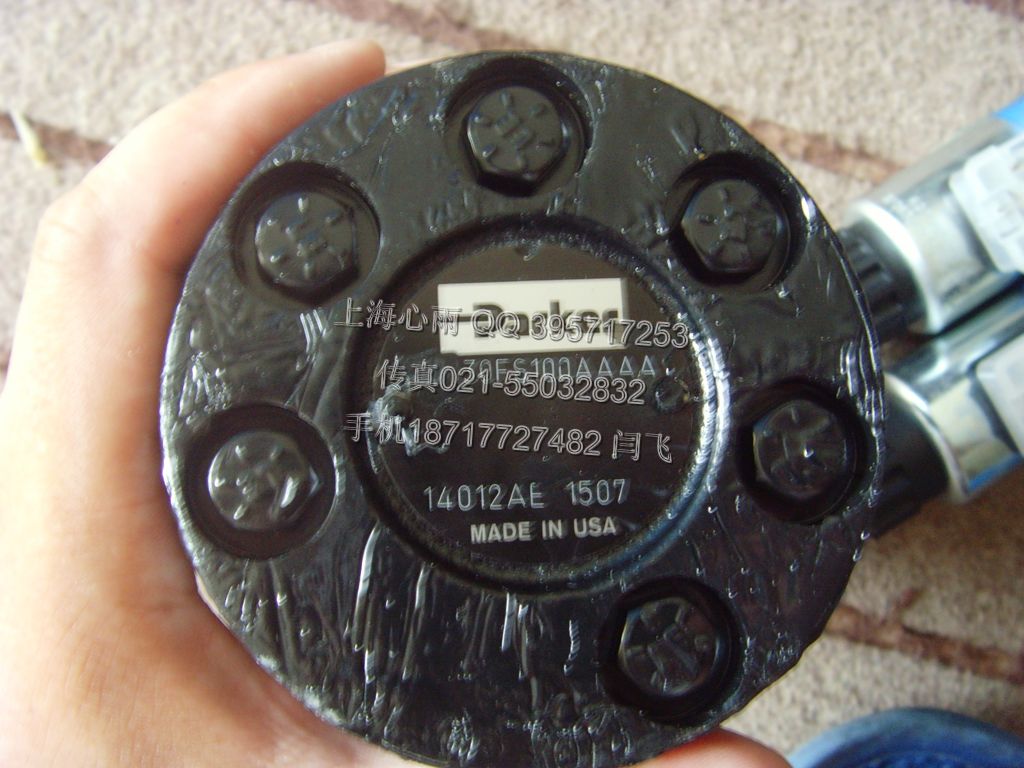 Parker
上海心雨 QQ 395717253
传真021-55032832
手机18717727482 闫飞
14012AE 1507
MADE IN USA